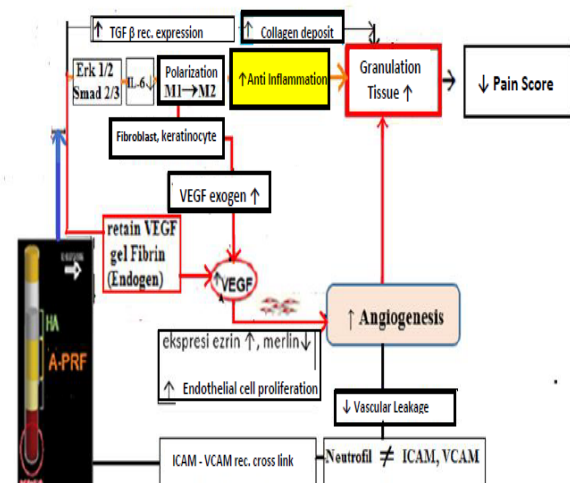 ↑ TGF β rec. expression
↑ Collagen deposit
Erk 1/2
Smad 2/3
IL-6↓
Polarization
M1→M2
↑Anti Inflammation
Granulation
Tissue ↑
↓ Pain Score
Fibroblast, keratinocyte
VEGF exogen ↑
retain VEGF
gel Fibrin
(Endogen)
↑VEGF
↑ Angiogenesis
HA
A-PRF
ekspresi ezrin ↑, merlin↓
↑ Endothelial cell proliferation
↓ Vascular Leakage
ICAM - VCAM rec. cross link
Neutrofil ≠ ICAM, VCAM